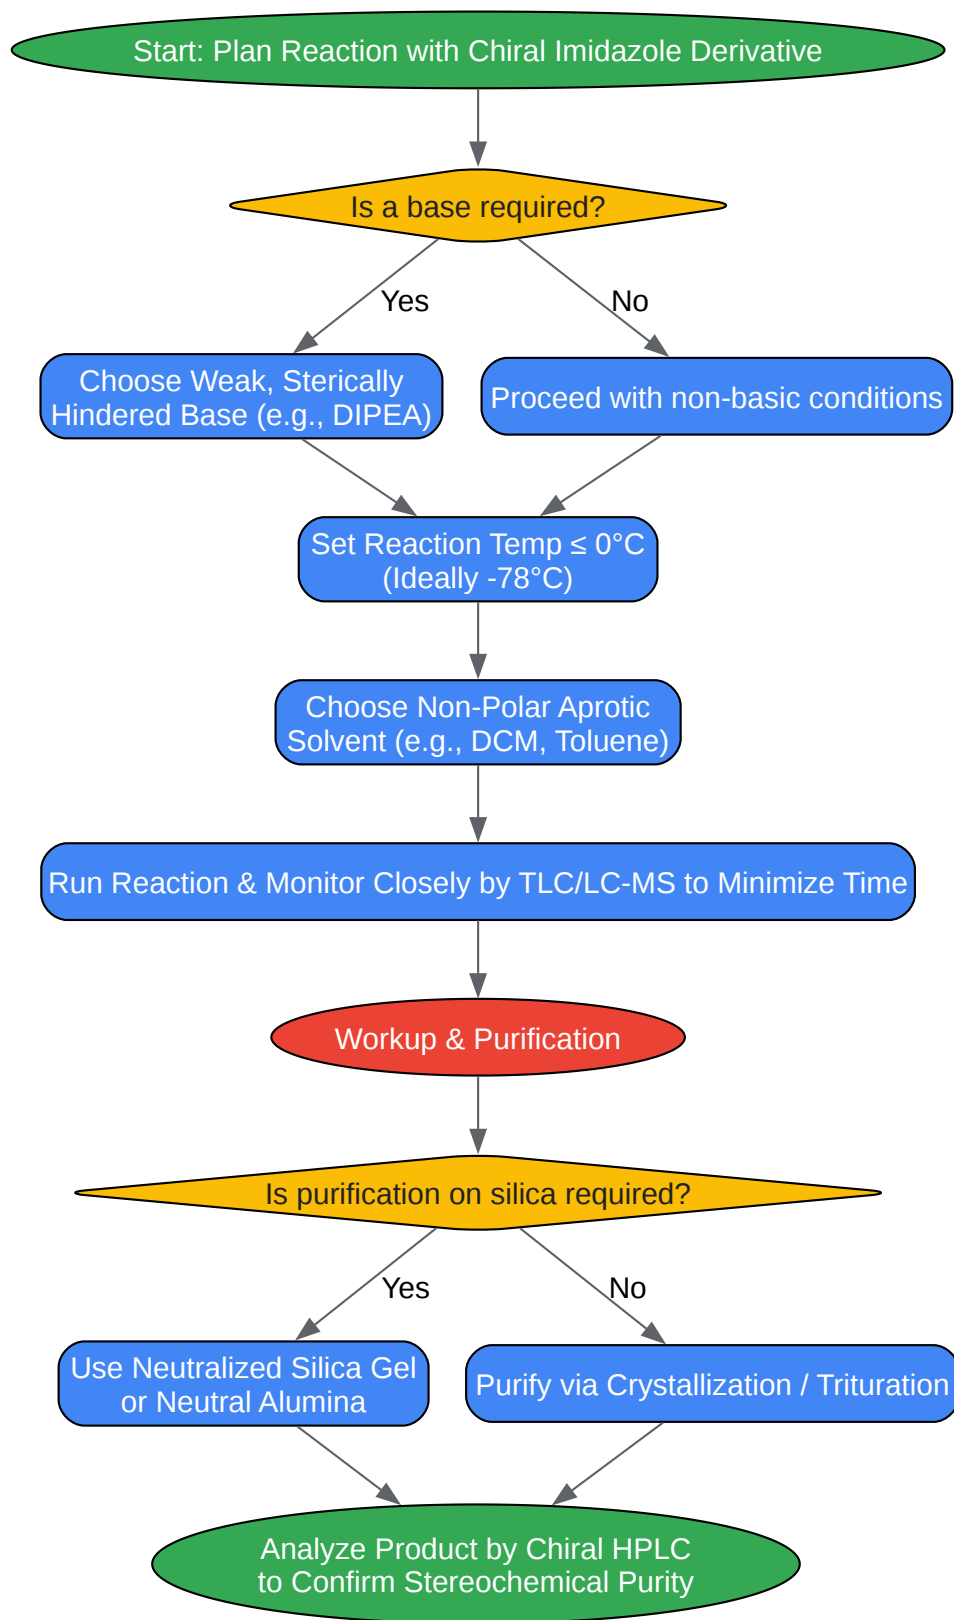 Start: Plan Reaction with Chiral Imidazole Derivative
Is a base required?
Yes
No
Choose Weak, Sterically
Hindered Base (e.g., DIPEA)
Proceed with non-basic conditions
Set Reaction Temp ≤ 0°C
(Ideally -78°C)
Choose Non-Polar Aprotic
Solvent (e.g., DCM, Toluene)
Run Reaction & Monitor Closely by TLC/LC-MS to Minimize Time
Workup & Purification
Is purification on silica required?
Yes
No
Use Neutralized Silica Gel
or Neutral Alumina
Purify via Crystallization / Trituration
Analyze Product by Chiral HPLC
to Confirm Stereochemical Purity